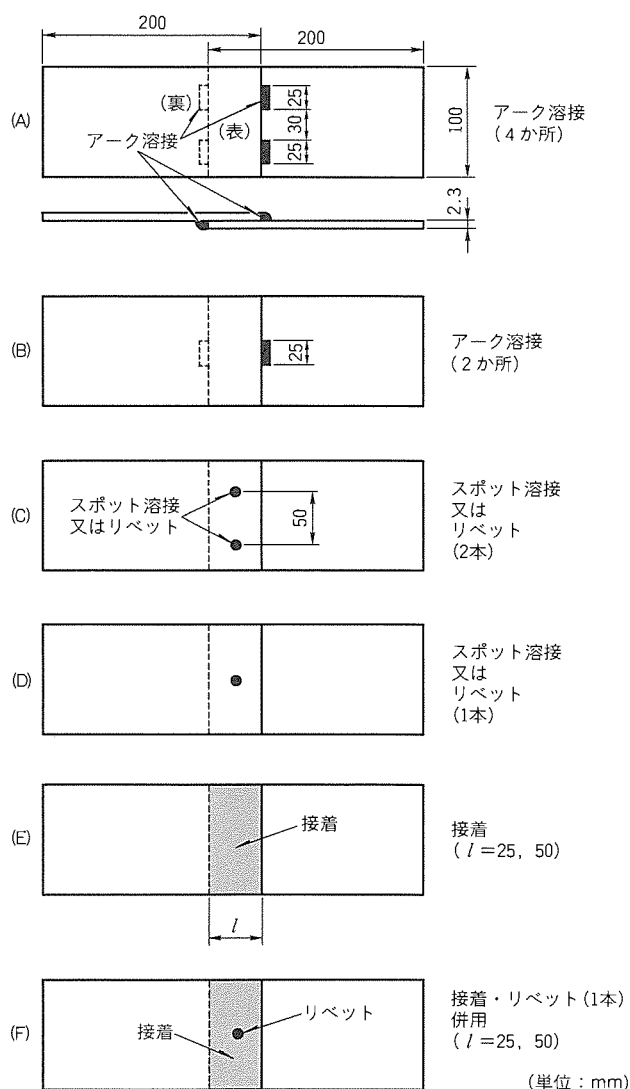 200
200
(A)
(裏)
(表)
アーク溶接
25
30
25
100
アーク溶接
(4か所)
2.3
(B)
25
アーク溶接
(2か所)
(C)
スポット溶接
又はリベット
50
スポット溶接
又は
リベット
(2本)
(D)
スポット溶接
又は
リベット
(1本)
(E)
接着
接着
(l=25, 50)
l
(F)
接着
リベット
接着・リベット(1本)
併用
(l=25, 50)
(単位:mm)